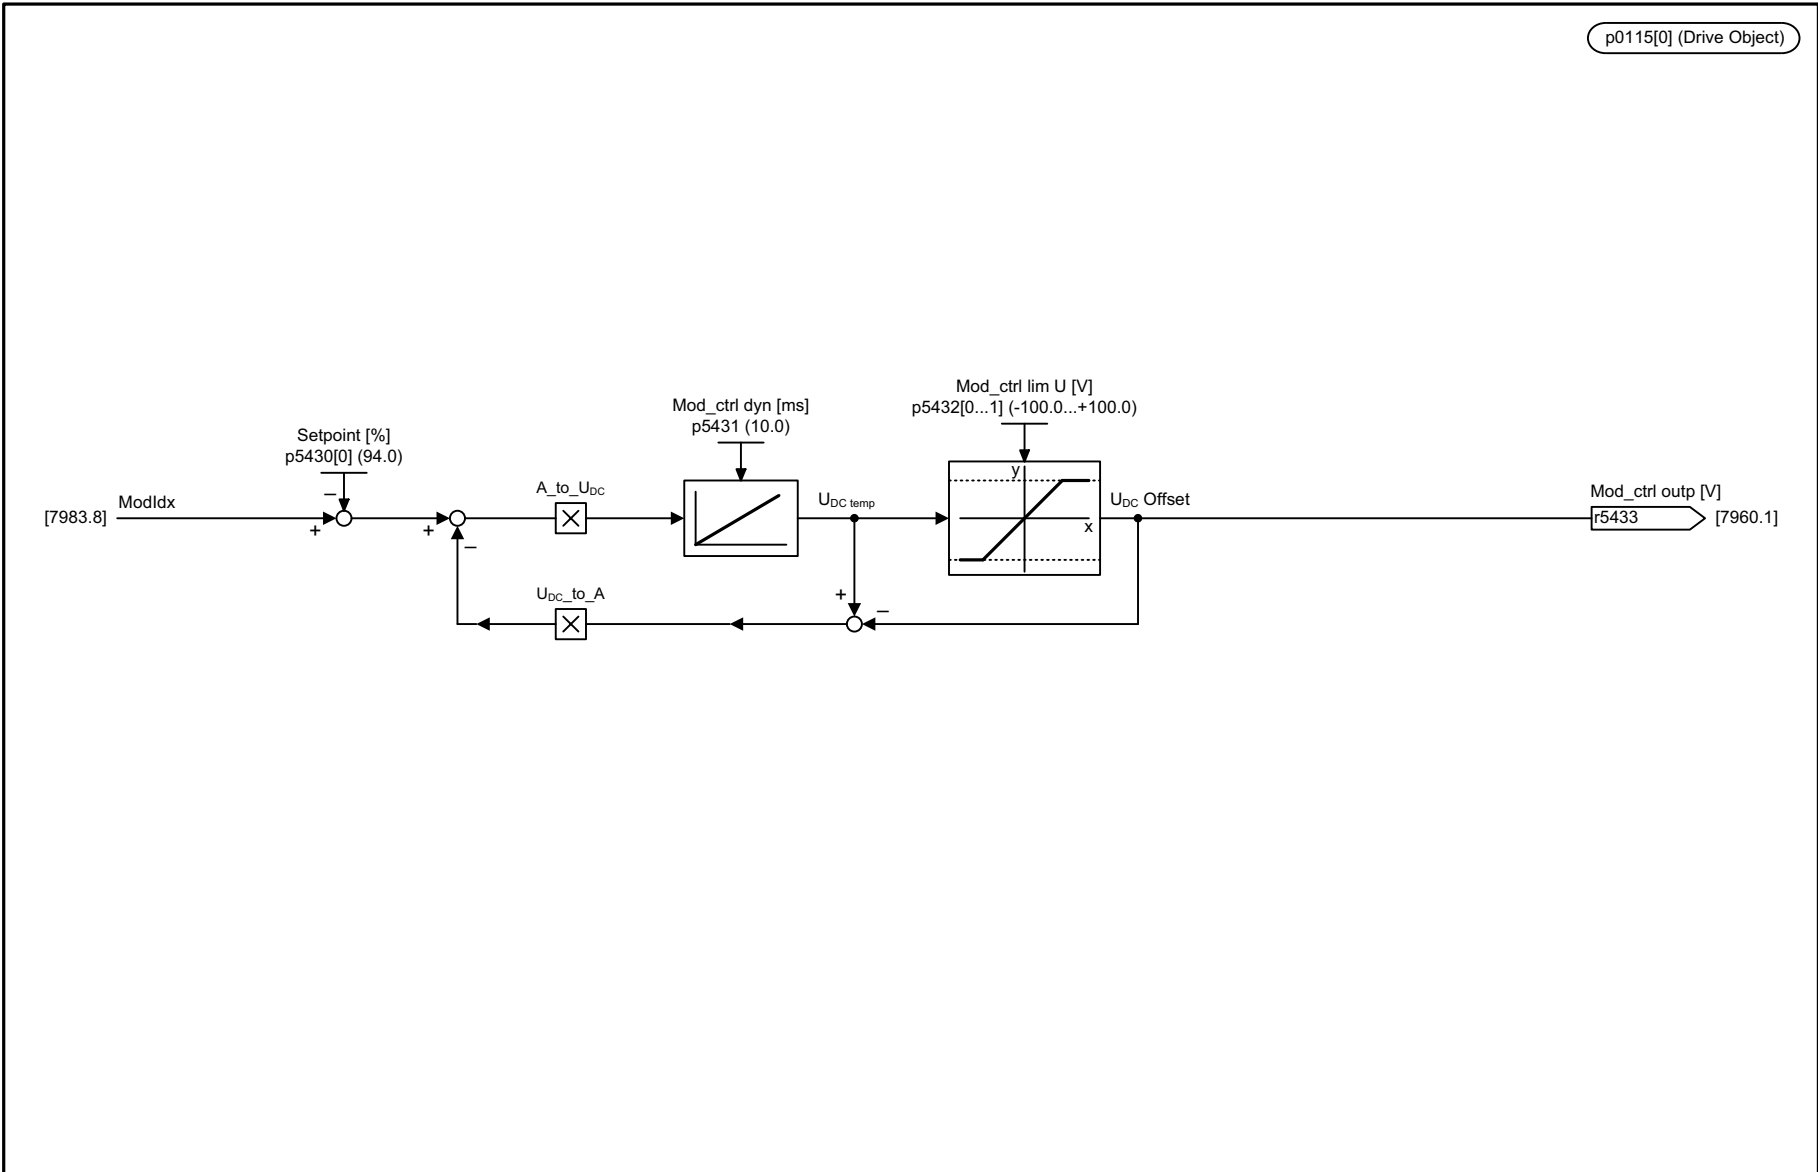 p0115[0] (Drive Object)
Mod_ctrl lim U [V]
p5432[0...1] (-100.0...+100.0)
Mod_ctrl dyn [ms]
p5431 (10.0)
Setpoint [%]
p5430[0] (94.0)
[7983.8]
ModIdx
–
+
+
–
A_to_UDC
UDC temp
y
x
UDC Offset
Mod_ctrl outp [V]
r5433
[7960.1]
UDC_to_A
+
–